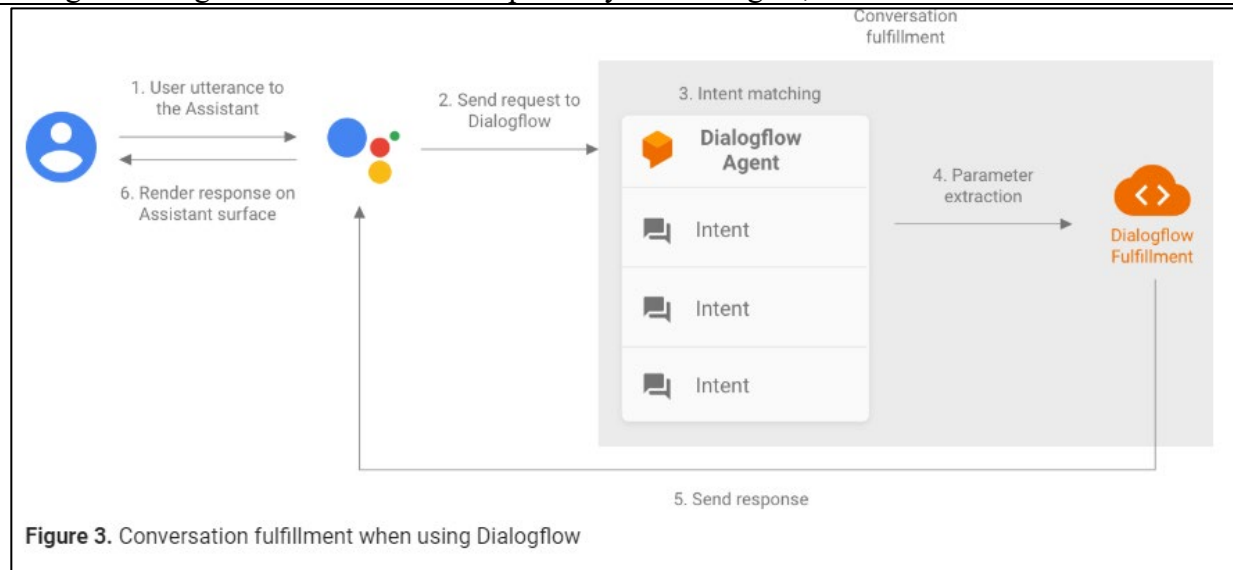 Conversation
fulfillment
1. User utterance to
the Assistant
2. Send request to
Dialogflow
3. Intent matching
Dialogflow
Agent
4. Parameter
extraction
6. Render response on
Assistant surface
Intent
Dialogflow
Fulfillment
Intent
Intent
5. Send response
Figure 3. Conversation fulfillment when using Dialogflow